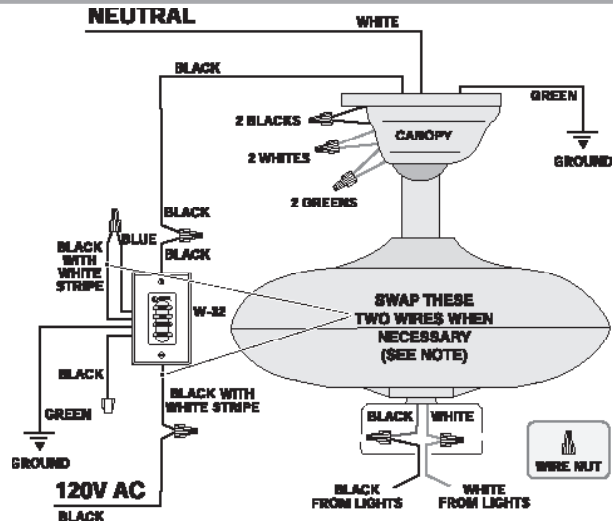 NEUTRAL
WHITE
BLACK
GREEN
2 BLACKS
CANOPY
2 WHITES
GROUND
2 GREENS
BLACK
BLUE
BLACK
WITH
WHITE
STRIPE
BLACK
W-32
SWAP THESE
TWO WIRES WHEN
NECESSARY
(SEE NOTE)
BLACK
BLACK WITH
WHITE STRIPE
GREEN
BLACK
WHITE
GROUND
WIRE NUT
120V AC
BLACK
FROM LIGHTS
WHITE
FROM LIGHTS
BLACK